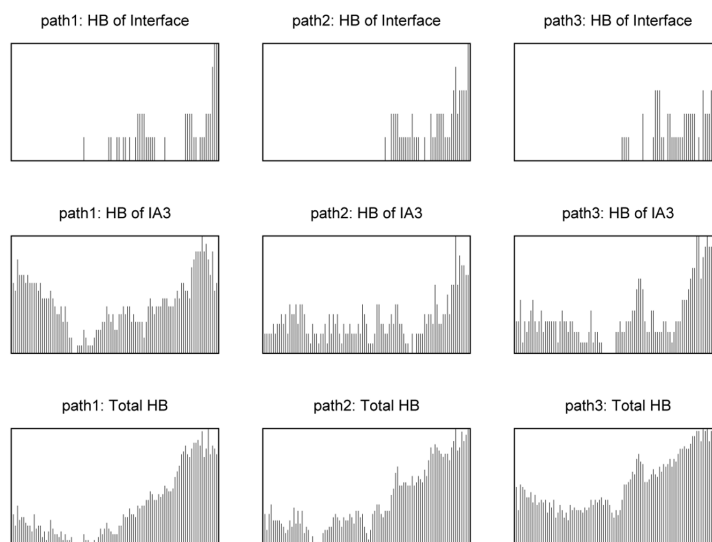 path1: HB of Interface
path2: HB of Interface
path3: HB of Interface
path1: HB of IA3
path2: HB of IA3
path3: HB of IA3
path1: Total HB
path2: Total HB
path3: Total HB